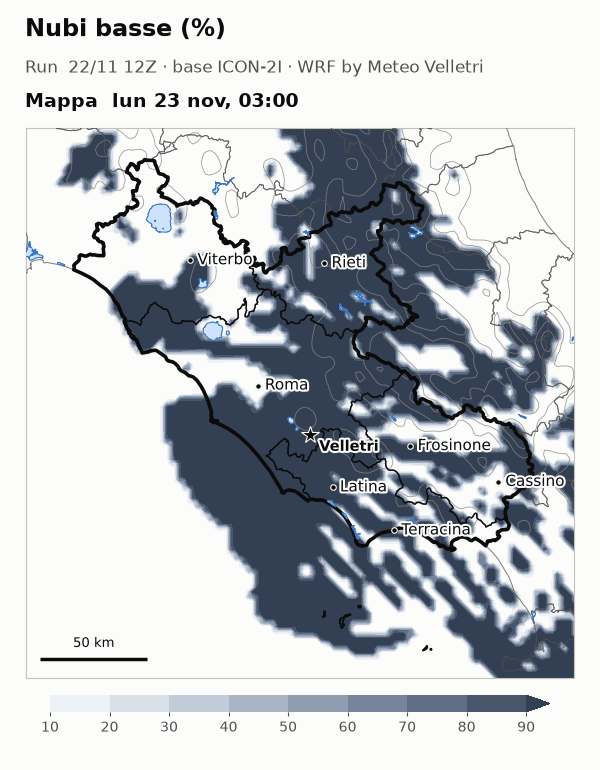 Nubi basse (%)
Run  22/11 12Z · base ICON-2I · WRF by Meteo Velletri
Mappa  lun 23 nov, 03:00
Viterbo
Rieti
Roma
Velletri
Frosinone
Latina
Cassino
Terracina
50 km
10 20 30 40 50 60 70 80 90